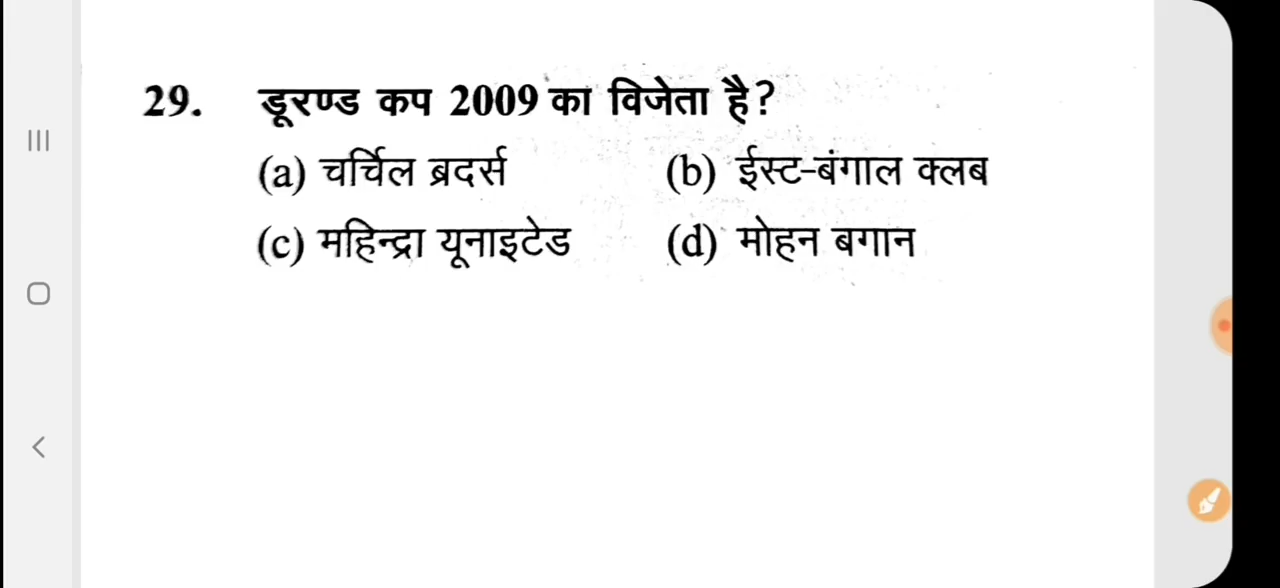 29. डूरण्ड कप 2009 का विजेता है?
(a) चर्चिल ब्रदर्स (b) ईस्ट-बंगाल क्लब
(c) महिन्द्रा यूनाइटेड (d) मोहन बगान